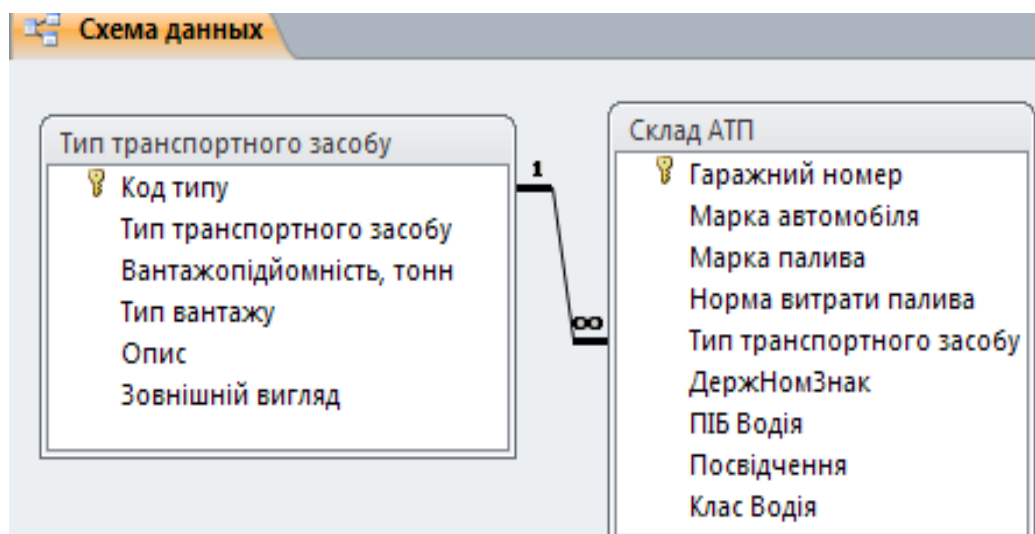 Схема данных
Тип транспортного засобу
Код типу
Тип транспортного засобу
Вантажопідйомність, тонн
Тип вантажу
Опис
Зовнішній вигляд
1
∞
Склад АТП
Гаражний номер
Марка автомобіля
Марка палива
Норма витрати палива
Тип транспортного засобу
ДержНомЗнак
ПІБ Водія
Посвідчення
Клас Водія